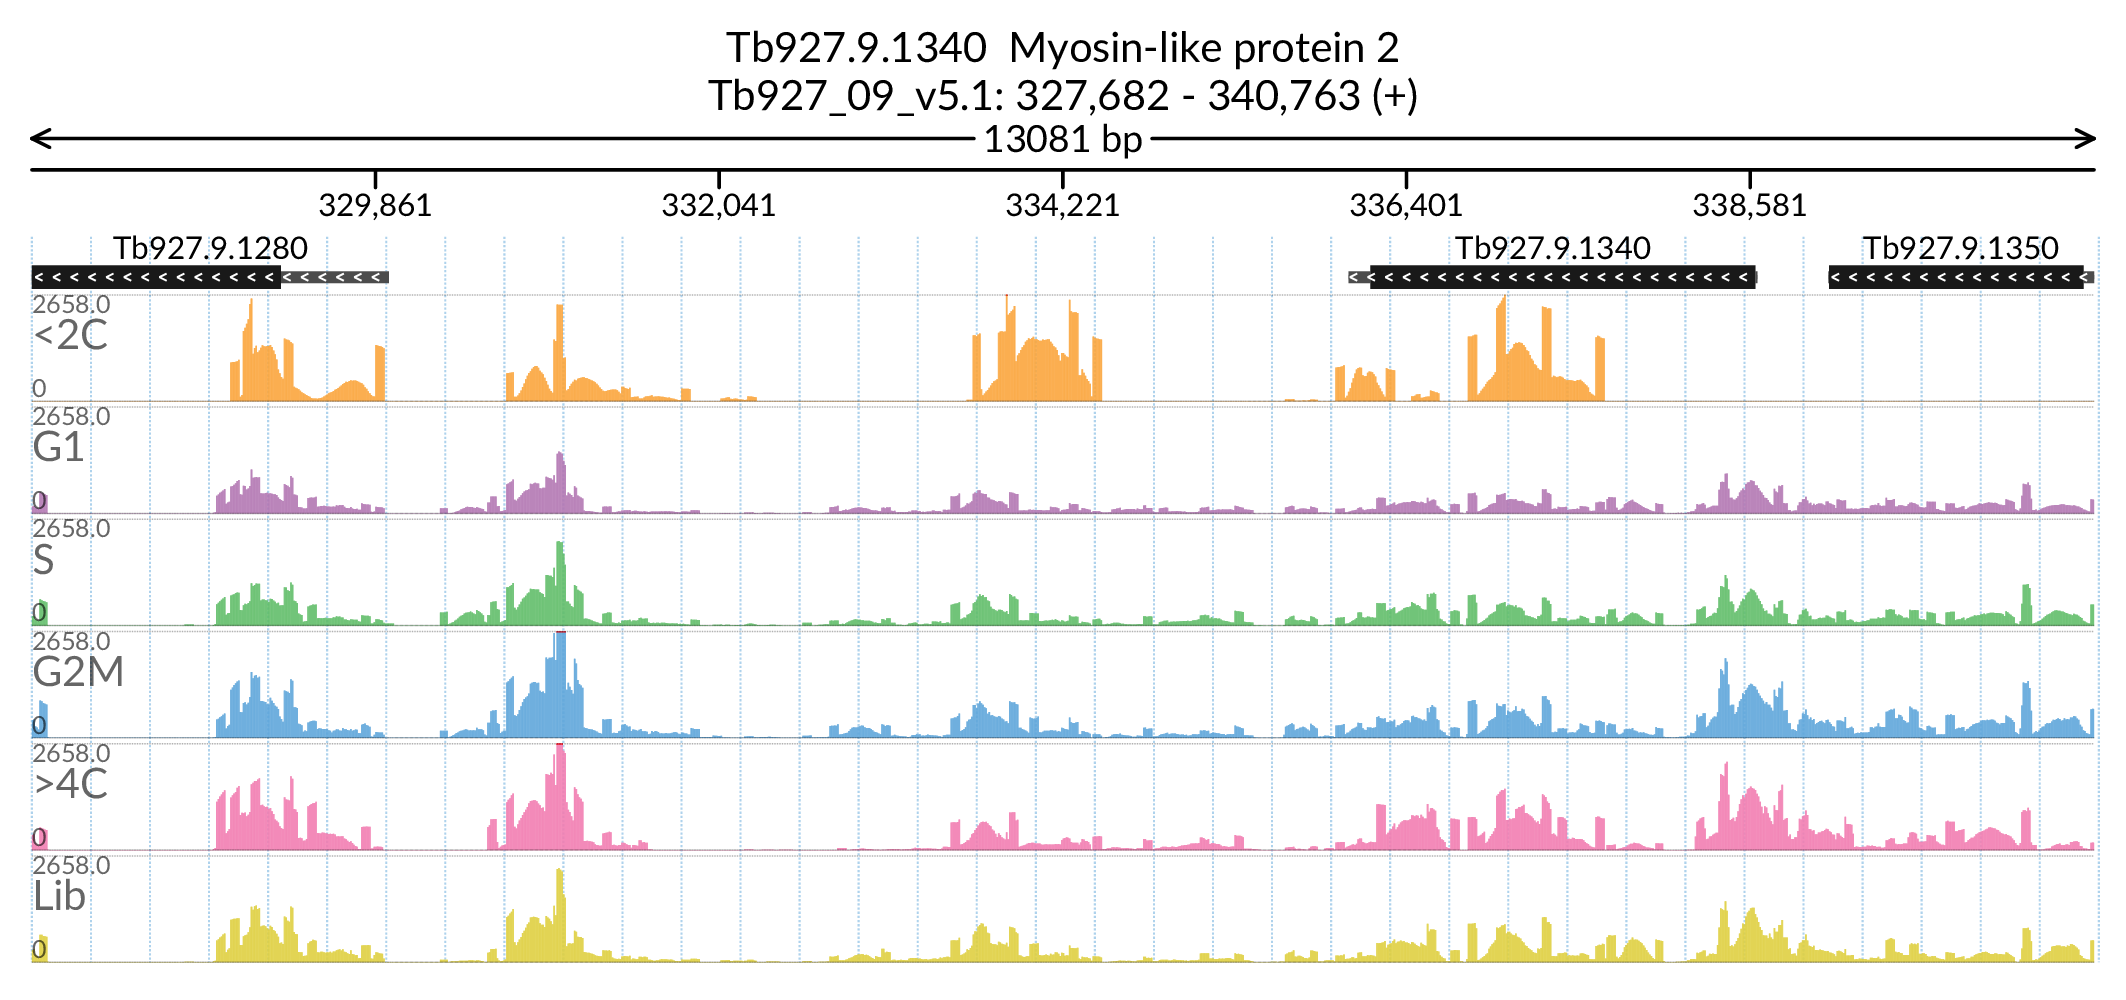 Tb927.9.1340  Myosin-like protein 2
Tb927_09_v5.1: 327,682 - 340,763 (+)
13081 bp
329,861 332,041 334,221 336,401 338,581
Tb927.9.1280 Tb927.9.1340 Tb927.9.1350
2658.0
<2C
0
2658.0
G1
0
2658.0
S
0
2658.0
G2M
0
2658.0
>4C
0
2658.0
Lib
0